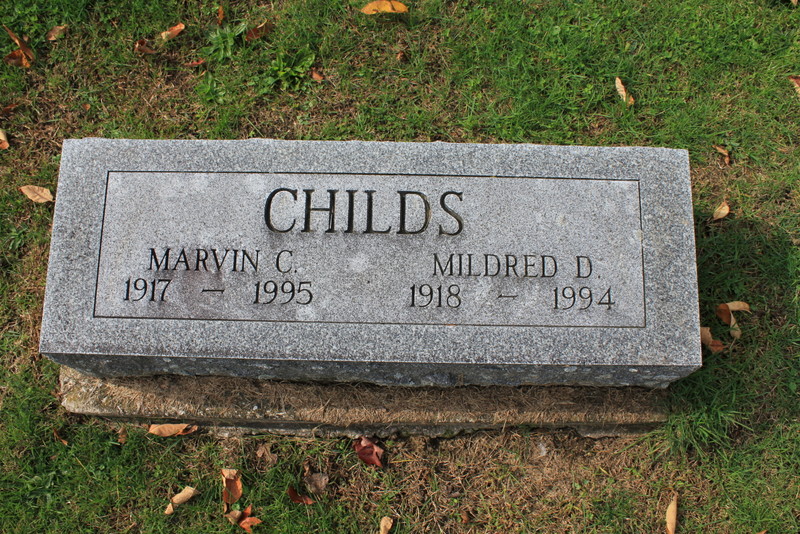 CHILDS
MARVIN C. MILDRED D.
1917 – 1995 1918 – 1994